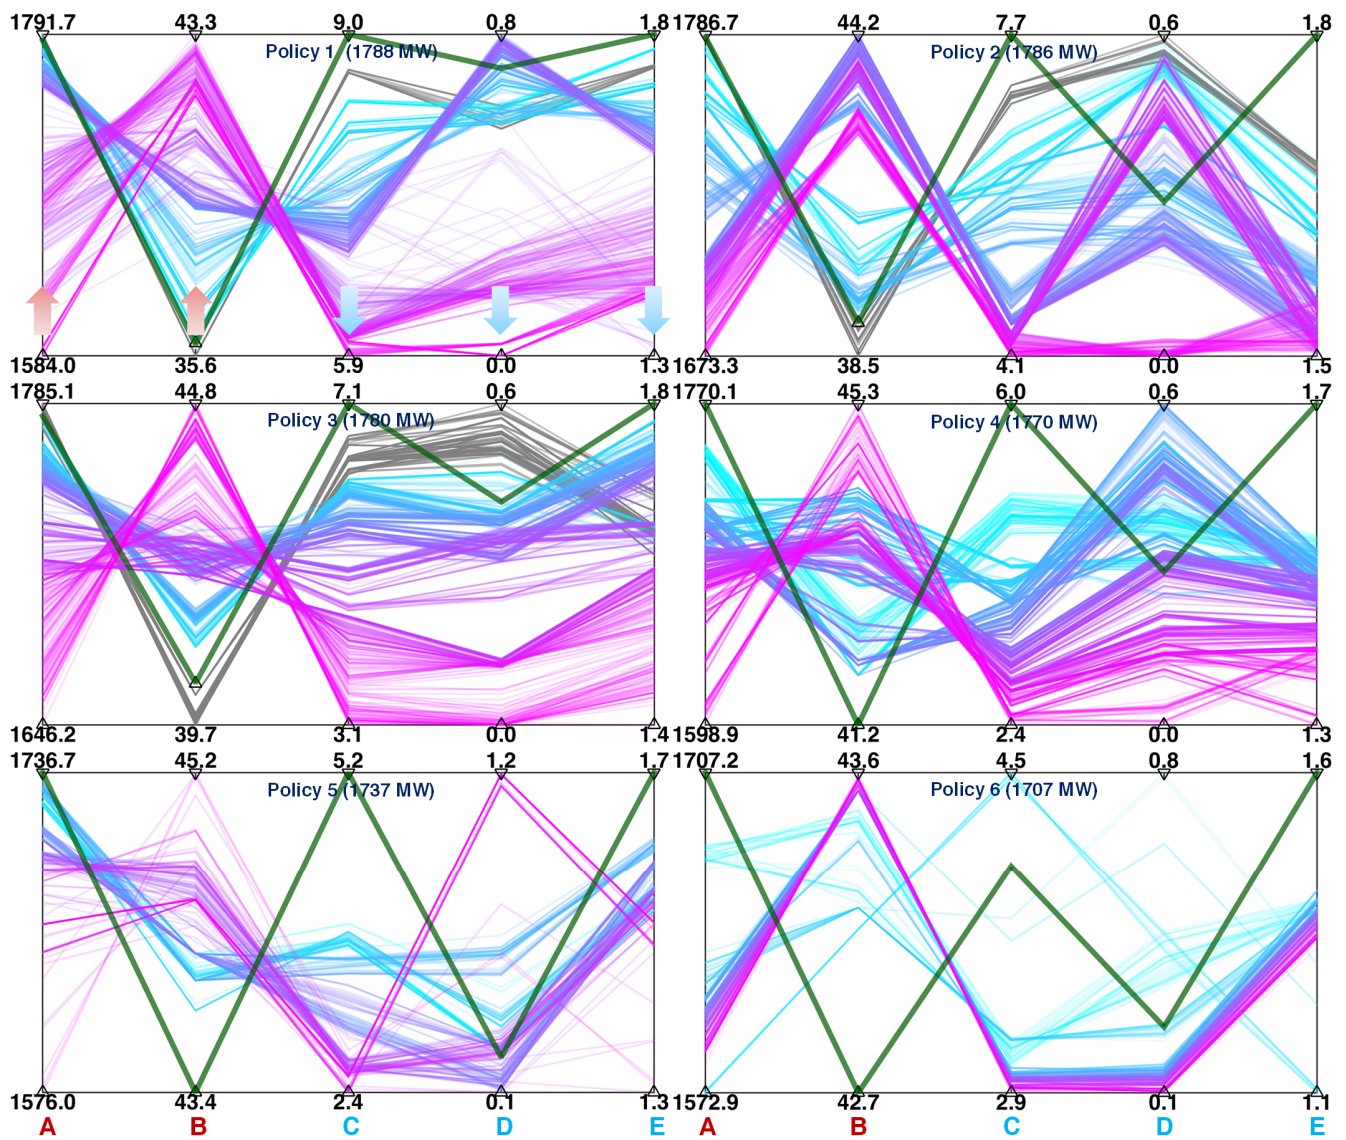 1791.7 43.3 9.0 0.8 1.8 1786.7 44.2 7.7 0.6 1.8
Policy 1 (1788 MW) Policy 2 (1786 MW)
1584.0 35.6 5.9 0.0 1.3 1673.3 38.5 4.1 0.0 1.5
1785.1 44.8 7.1 0.6 1.8 1770.1 45.3 6.0 0.6 1.7
Policy 3 (1780 MW) Policy 4 (1770 MW)
1646.2 39.7 3.1 0.0 1.4 1598.9 41.2 2.4 0.0 1.3
1736.7 45.2 5.2 1.2 1.7 1707.2 43.6 4.5 0.8 1.6
Policy 5 (1737 MW) Policy 6 (1707 MW)
1576.0 43.4 2.4 0.1 1.3 1572.9 42.7 2.9 0.1 1.1
A B C D E A B C D E